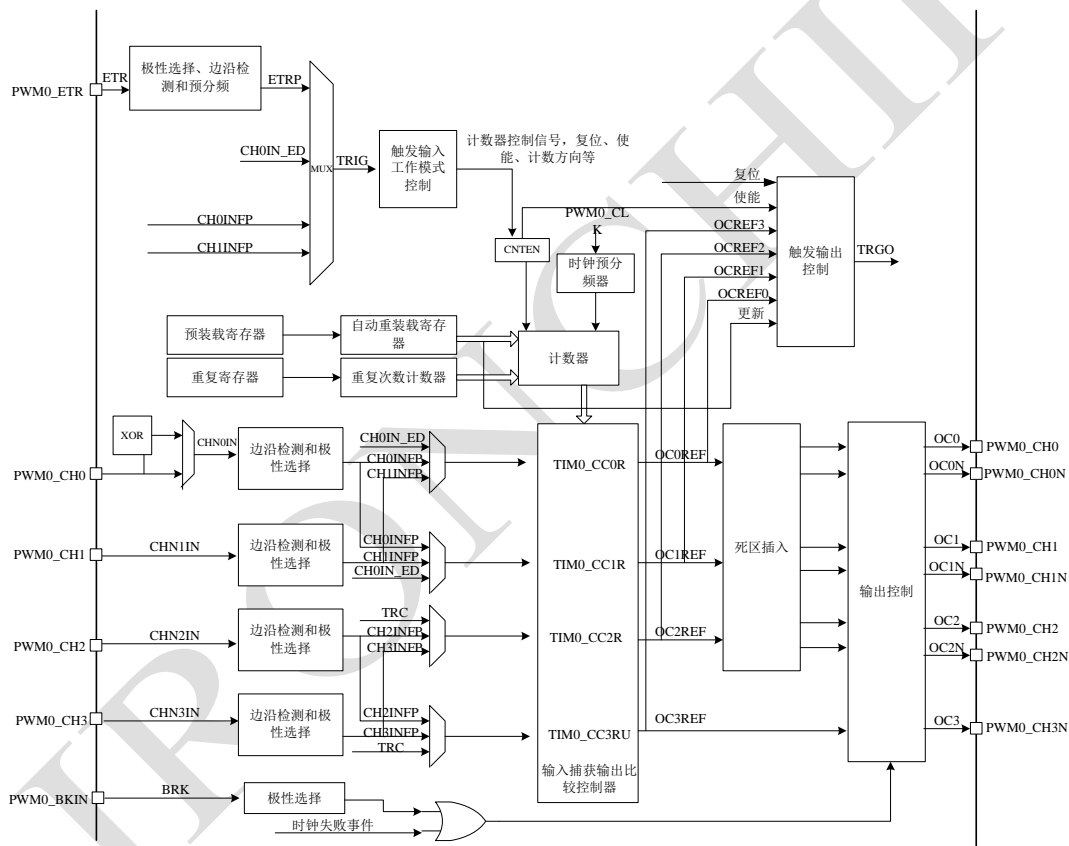 PWM0_ETR
ETR
极性选择、边沿检
测和预分频
ETRP
CH0IN_ED
CH0INFP
CH1INFP
MUX
TRIG
触发输入
工作模式
控制
计数器控制信号，复位、使
能、计数方向等
CNTEN
PWM0_CL
K
时钟预分
频器
复位
使能
OCREF3
OCREF2
OCREF1
OCREF0
更新
触发输出
控制
TRGO
预装载寄存器
自动重装载寄存
器
重复寄存器
重复次数计数器
计数器
XOR
PWM0_CH0
CHN0IN
边沿检测和极
性选择
CH0IN_ED
CH0INFP
CH1INFP
TIM0_CC0R
OC0REF
PWM0_CH1
CHN1IN
边沿检测和极
性选择
CH0INFP
CH1INFP
CH0IN_ED
TIM0_CC1R
OC1REF
PWM0_CH2
CHN2IN
边沿检测和极
性选择
TRC
CH2INFP
CH3INFP
TIM0_CC2R
OC2REF
PWM0_CH3
CHN3IN
边沿检测和极
性选择
CH2INFP
CH3INFP
TRC
TIM0_CC3RU
OC3REF
输入捕获输出比
较控制器
死区插入
输出控制
OC0
PWM0_CH0
OC0N
PWM0_CH0N
OC1
PWM0_CH1
OC1N
PWM0_CH1N
OC2
PWM0_CH2
OC2N
PWM0_CH2N
OC3
PWM0_CH3N
PWM0_BKIN
BRK
极性选择
时钟失败事件
IRONCHI